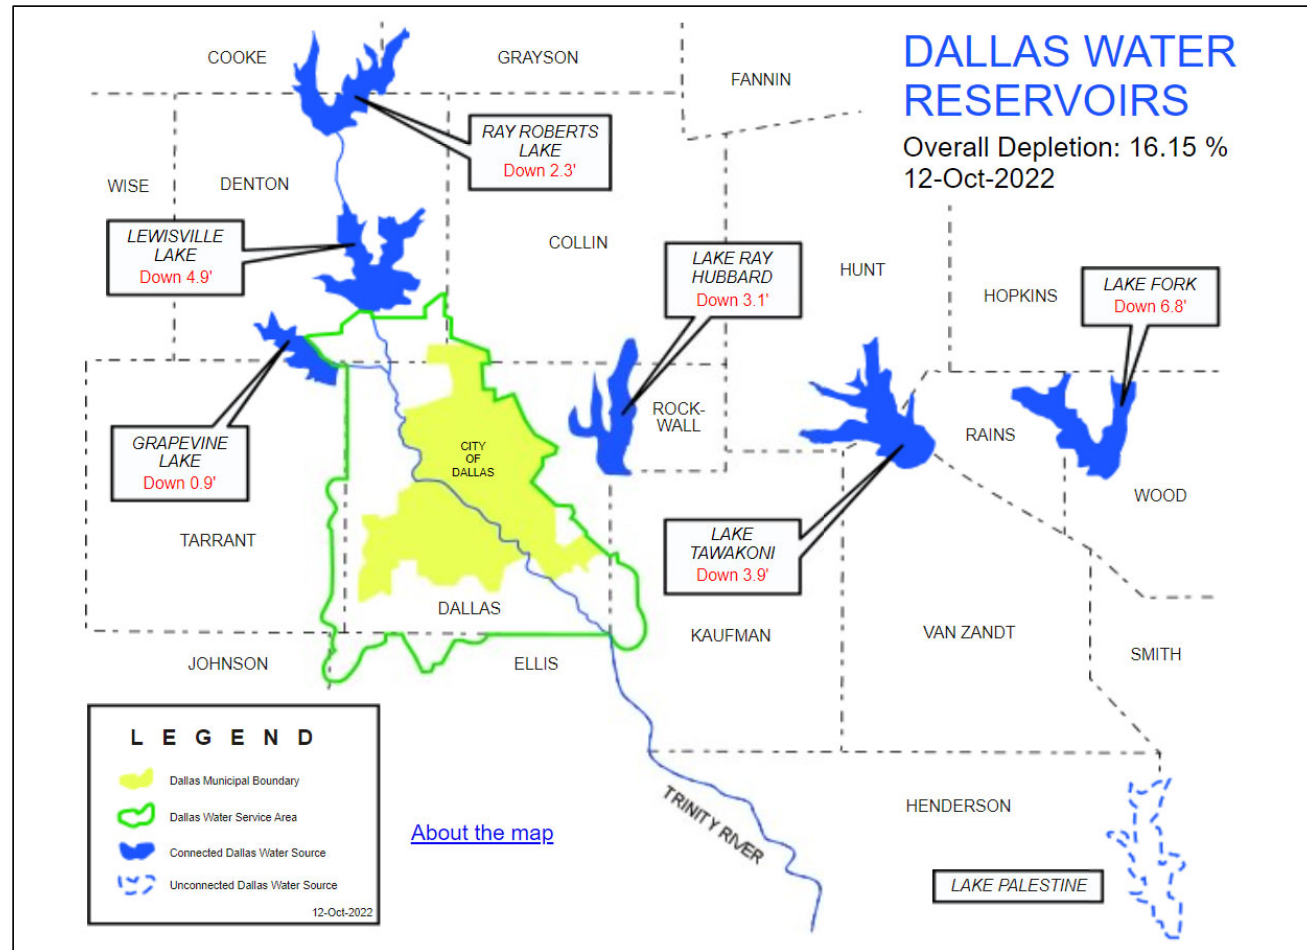 DALLAS WATER
RESERVOIRS
Overall Depletion: 16.15 %
12-Oct-2022
COOKE
GRAYSON
FANNIN
RAY ROBERTS
LAKE
Down 2.3'
WISE
DENTON
LEWISVILLE
LAKE
Down 4.9'
COLLIN
LAKE RAY
HUBBARD
Down 3.1'
HUNT
HOPKINS
LAKE FORK
Down 6.8'
GRAPEVINE
LAKE
Down 0.9'
CITY
OF
DALLAS
ROCK-
WALL
RAINS
WOOD
TARRANT
LAKE
TAWAKONI
Down 3.9'
DALLAS
KAUFMAN
VAN ZANDT
SMITH
JOHNSON
ELLIS
LEGEND
Dallas Municipal Boundary
Dallas Water Service Area
Connected Dallas Water Source
Unconnected Dallas Water Source
12-Oct-2022
About the map
TRINITY RIVER
HENDERSON
LAKE PALESTINE